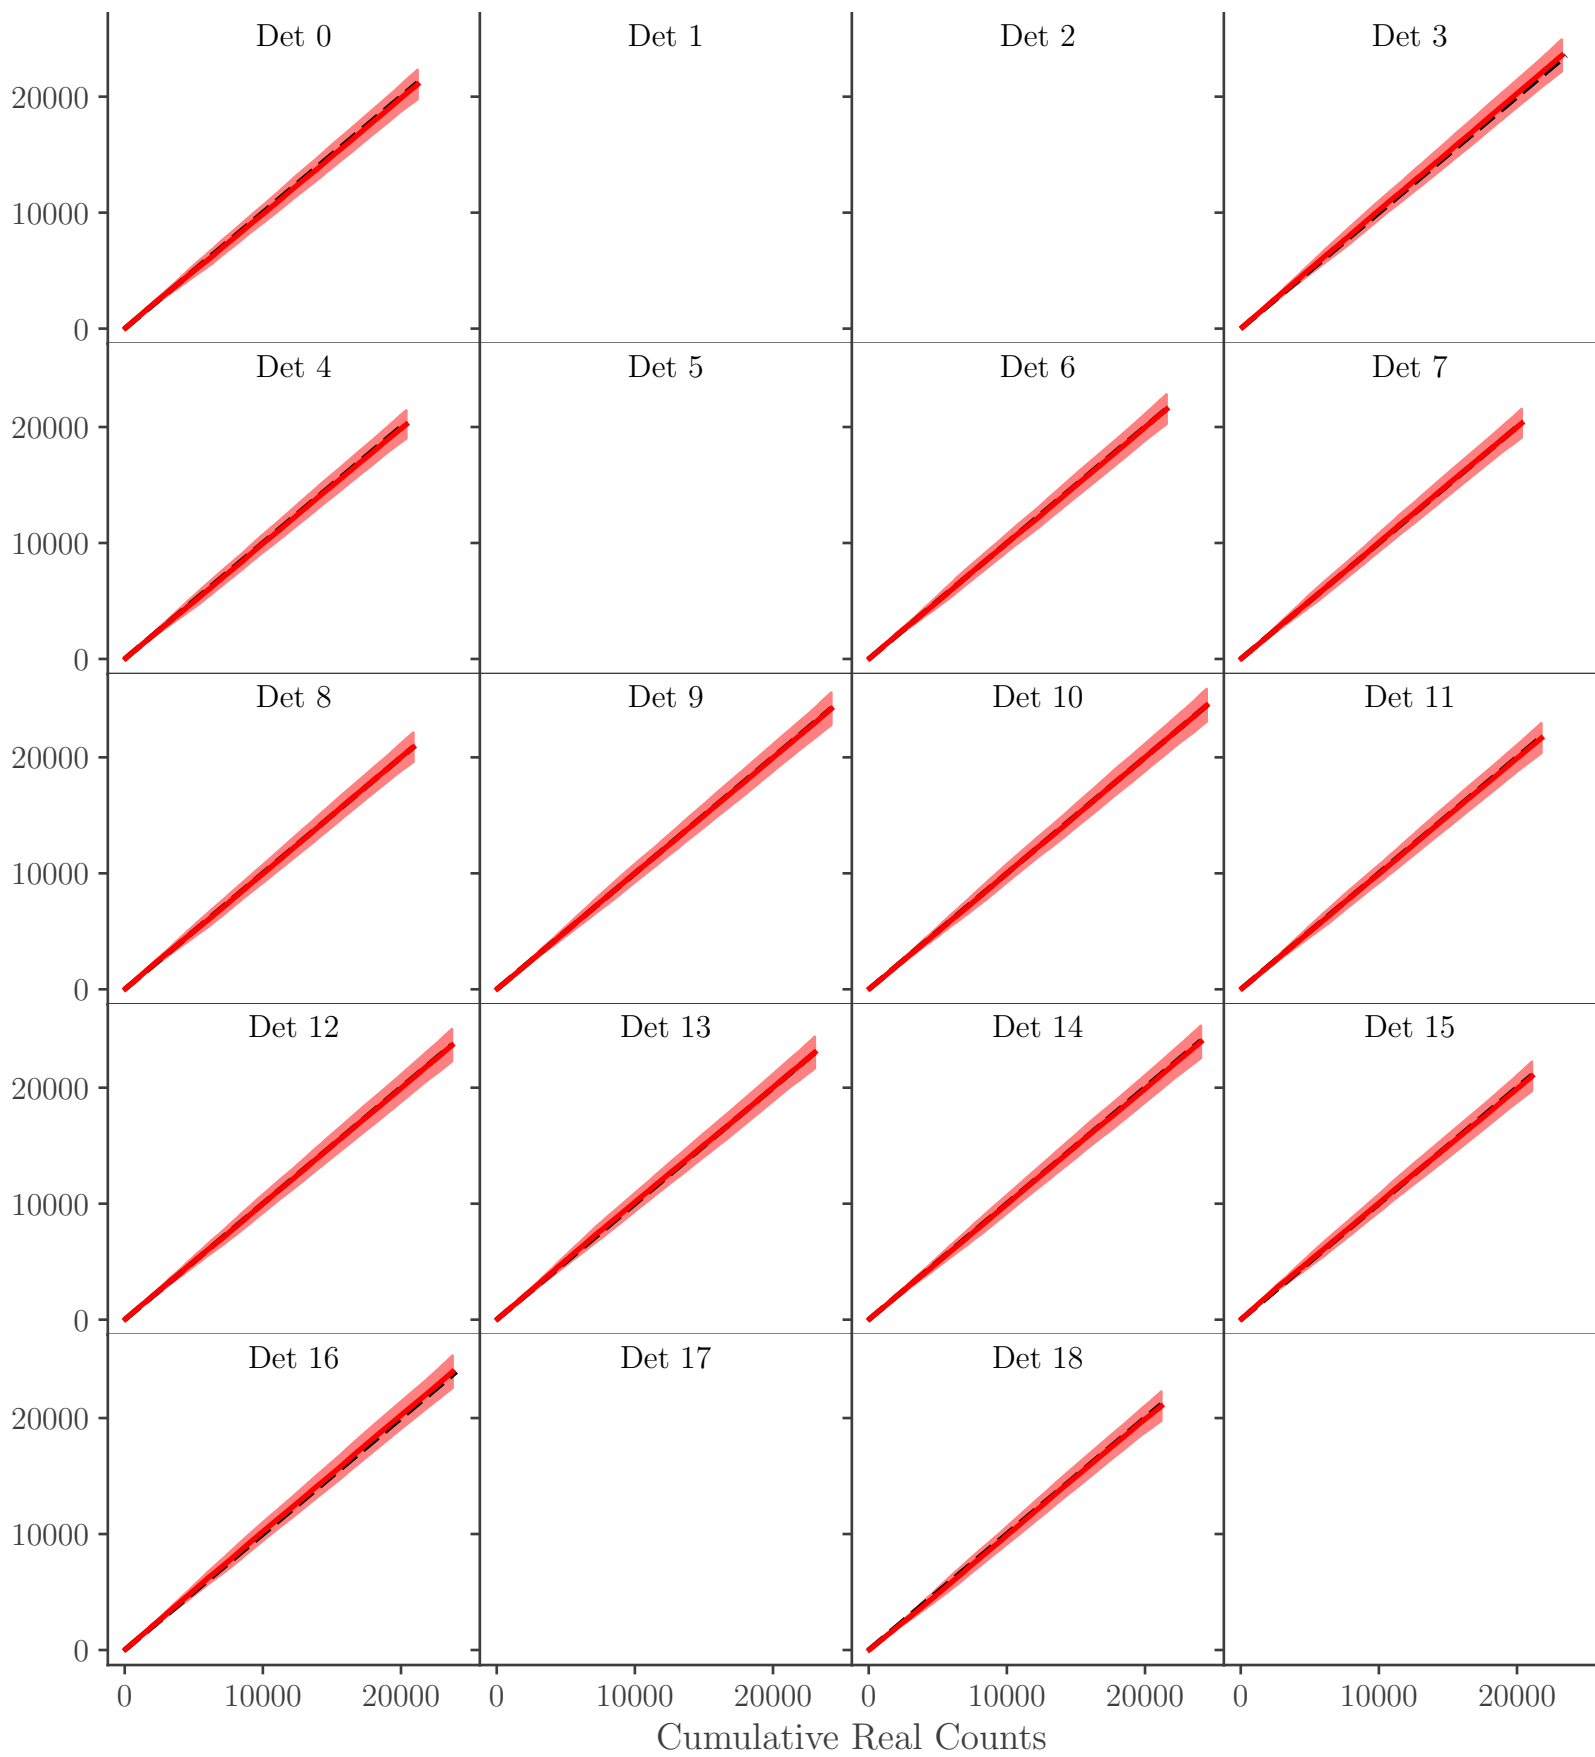 Det 0 Det 1 Det 2 Det 3
20000
10000
0
Det 4 Det 5 Det 6 Det 7
20000
10000
0
Det 8 Det 9 Det 10 Det 11
20000
10000
0
Det 12 Det 13 Det 14 Det 15
20000
10000
0
Det 16 Det 17 Det 18
20000
10000
0
0 10000 20000 0 10000 20000 0 10000 20000 0 10000 20000
Cumulative Real Counts